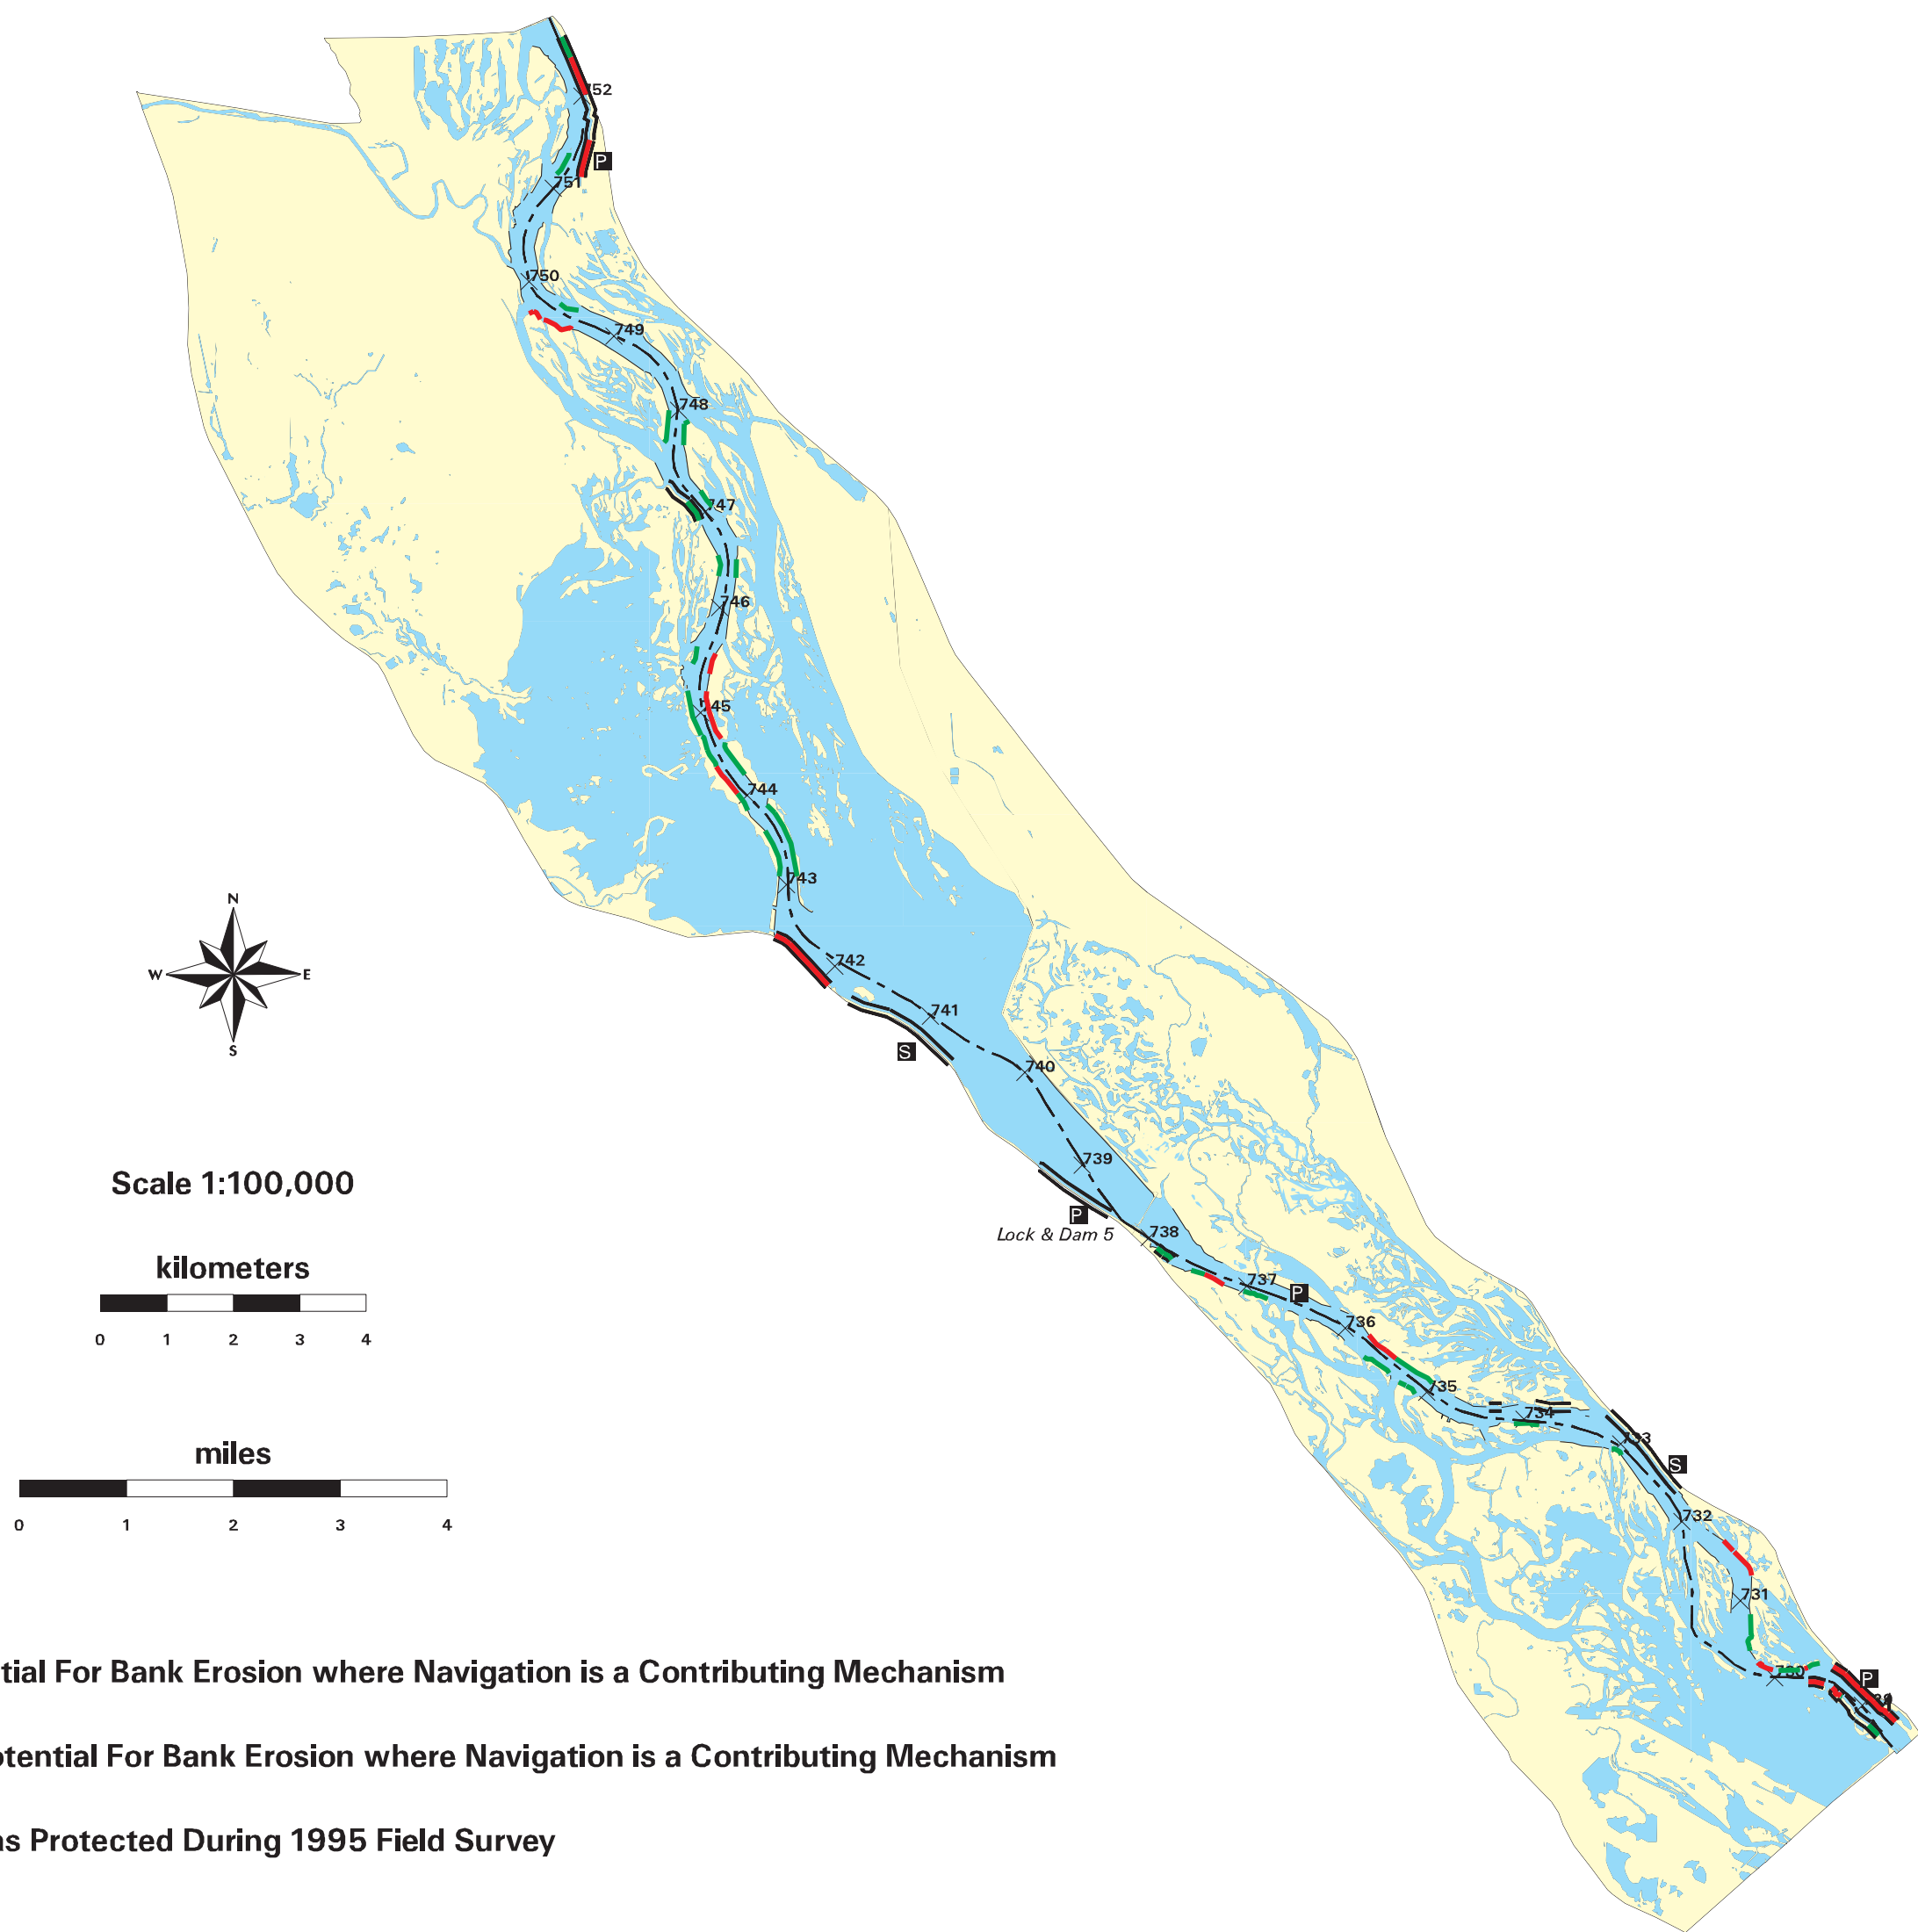 752
P
751
750
749
748
747
746
745
744
743
742
741
S
740
739
P
Lock & Dam 5
738
737
P
736
735
734
733
S
732
731
730
P
N
W
E
S
Scale 1:100,000
kilometers
0 1 2 3 4
miles
0 1 2 3 4
tial For Bank Erosion where Navigation is a Contributing Mechanism
otential For Bank Erosion where Navigation is a Contributing Mechanism
as Protected During 1995 Field Survey